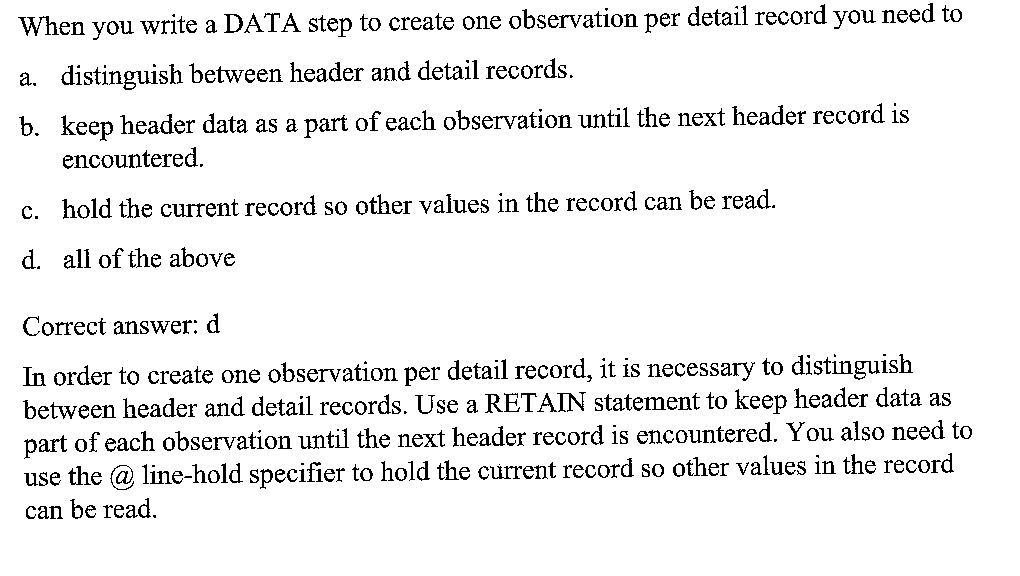 When you write a DATA step to create one observation per detail record you need to
a. distinguish between header and detail records.
b. keep header data as a part of each observation until the next header record is
encountered.
c. hold the current record so other values in the record can be read.
d. all of the above
Correct answer: d
In order to create one observation per detail record, it is necessary to distinguish
between header and detail records. Use a RETAIN statement to keep header data as
part of each observation until the next header record is encountered. You also need to
use the @ line-hold specifier to hold the current record so other values in the record
can be read.